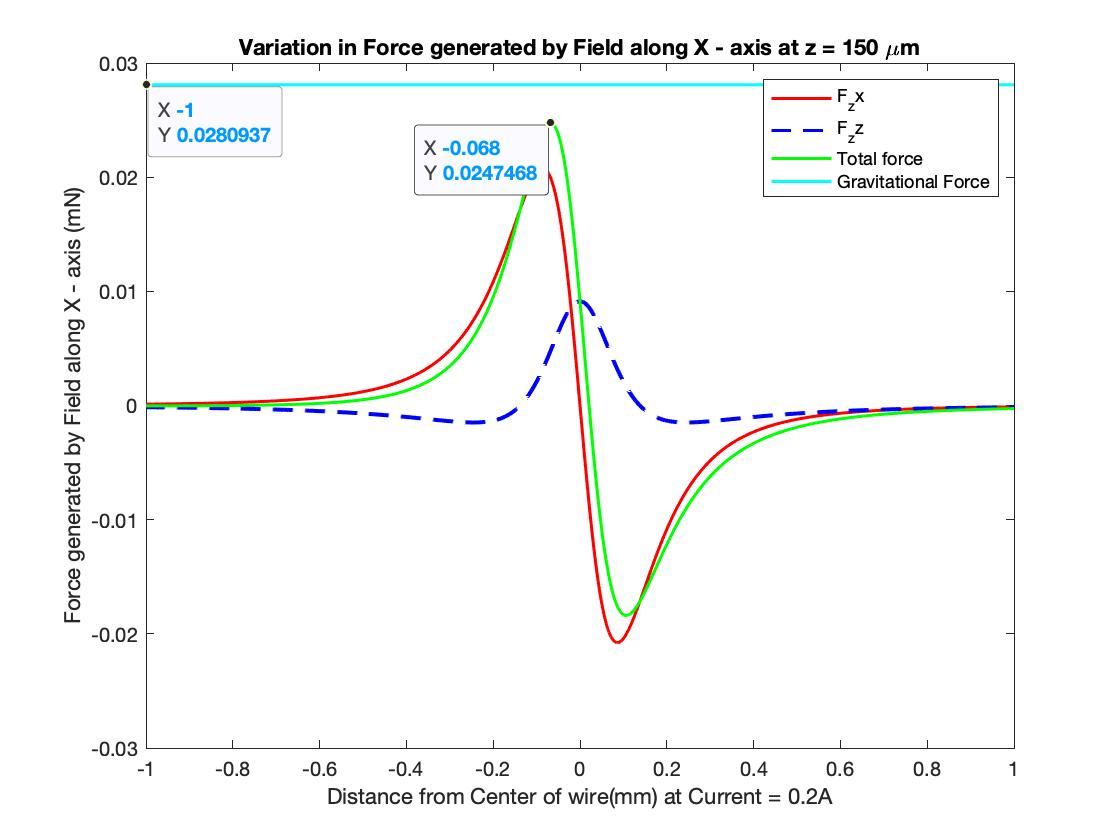 Variation in Force generated by Field along X - axis at z = 150 μm
0.03
0.02
0.01
0
-0.01
-0.02
-0.03
Force generated by Field along X - axis (mN)
X -1
Y 0.0280937
X -0.068
Y 0.0247468
F_z x
F_z z
Total force
Gravitational Force
-1 -0.8 -0.6 -0.4 -0.2 0 0.2 0.4 0.6 0.8 1
Distance from Center of wire(mm) at Current = 0.2A